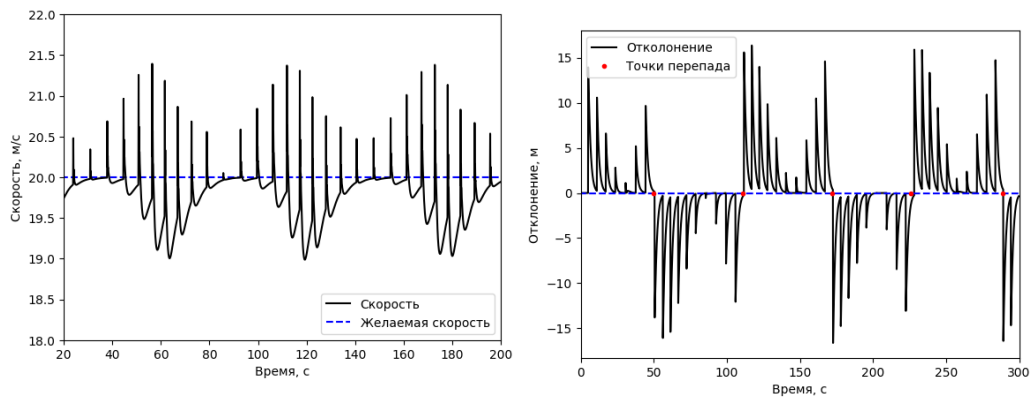 22.0
21.5
21.0
20.5
20.0
19.5
19.0
18.5
18.0
Скорость, м/с
20 40 60 80 100 120 140 160 180 200
Время, с
Скорость
Желаемая скорость
15
10
5
0
−5
−10
−15
Отклонение, м
0 50 100 150 200 250 300
Время, с
Отколонение
Точки перепада